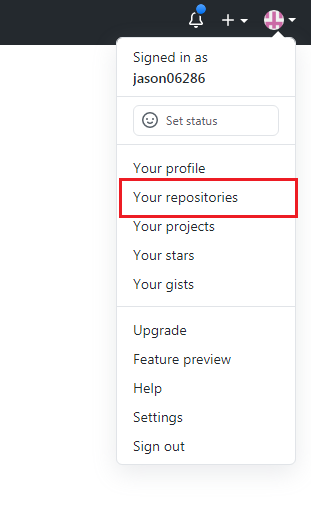 Signed in as
jason06286
Set status
Your profile
Your repositories
Your projects
Your stars
Your gists
Upgrade
Feature preview
Help
Settings
Sign out